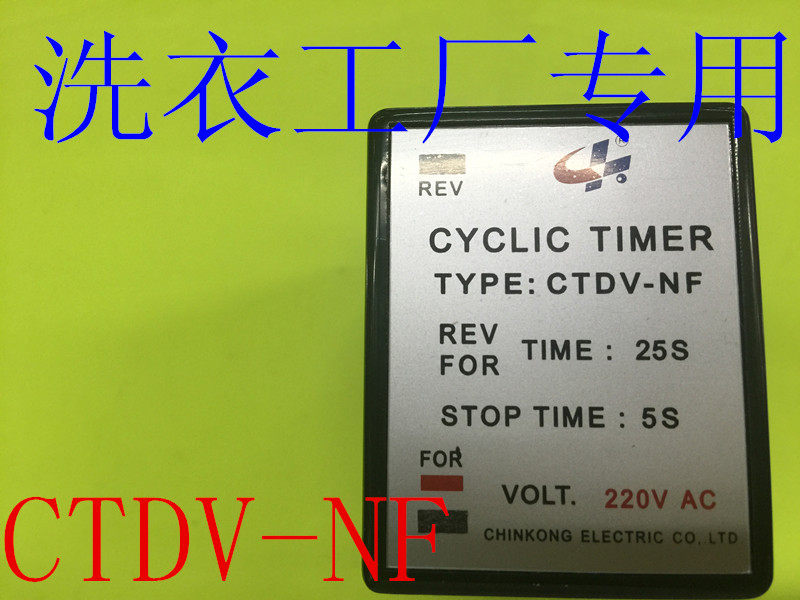 洗衣工厂专用
®
REV
CYCLIC TIMER
TYPE: CTDV-NF
REV
FOR TIME : 25S
STOP TIME : 5S
FOR
VOLT. 220V AC
CHINKONG ELECTRIC CO,. LTD
CTDV-NF